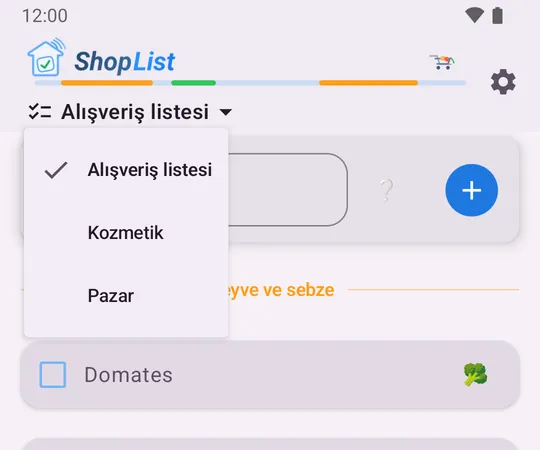 12:00
ShopList
Alışveriş listesi
Alışveriş listesi
Kozmetik
Pazar
eyve ve sebze
Domates